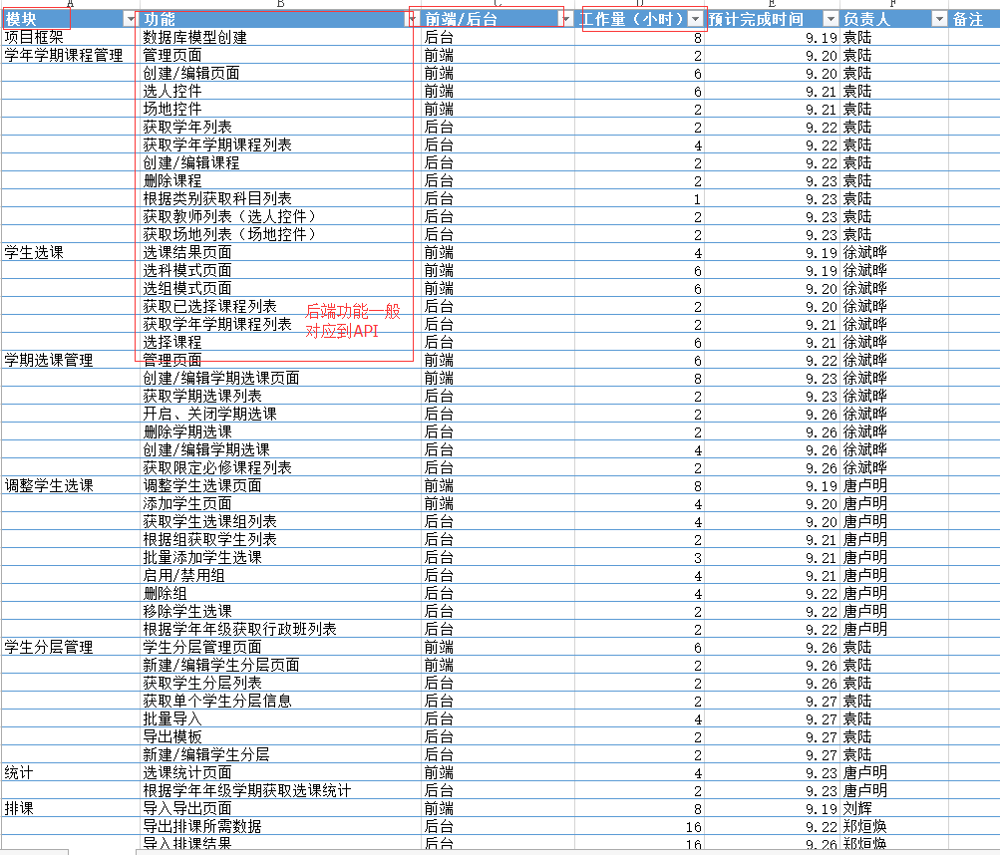 A B C D E F
模块 功能 前端/后台 工作量（小时） 预计完成时间 负责人 备注
项目框架 数据库模型创建 后台 8 9.19 袁陆
学年学期课程管理 管理页面 前端 2 9.20 袁陆
创建/编辑页面 前端 6 9.20 袁陆
选人控件 前端 6 9.21 袁陆
场地控件 前端 2 9.21 袁陆
获取学年列表 后台 2 9.22 袁陆
获取学年学期课程列表 后台 4 9.22 袁陆
创建/编辑课程 后台 2 9.22 袁陆
删除课程 后台 2 9.23 袁陆
根据类别获取科目列表 后台 1 9.23 袁陆
获取教师列表（选人控件） 后台 2 9.23 袁陆
获取场地列表（场地控件） 后台 2 9.23 袁陆
学生选课 选课结果页面 前端 4 9.19 徐斌晔
选科模式页面 前端 6 9.19 徐斌晔
选组模式页面 前端 6 9.20 徐斌晔
获取已选择课程列表 后台 2 9.20 徐斌晔
获取学年学期课程列表 后台 2 9.21 徐斌晔
选择课程 后台 6 9.21 徐斌晔
后端功能一般
对应到API
学期选课管理 管理页面 前端 6 9.22 徐斌晔
创建/编辑学期选课页面 前端 8 9.23 徐斌晔
获取学期选课列表 后台 2 9.23 徐斌晔
开启、关闭学期选课 后台 2 9.26 徐斌晔
删除学期选课 后台 2 9.26 徐斌晔
创建/编辑学期选课 后台 4 9.26 徐斌晔
获取限定必修课程列表 后台 2 9.26 徐斌晔
调整学生选课 调整学生选课页面 前端 8 9.19 唐卢明
添加学生页面 前端 4 9.20 唐卢明
获取学生选课组列表 后台 4 9.20 唐卢明
根据组获取学生列表 后台 2 9.21 唐卢明
批量添加学生选课 后台 3 9.21 唐卢明
启用/禁用组 后台 4 9.21 唐卢明
删除组 后台 4 9.22 唐卢明
移除学生选课 后台 2 9.22 唐卢明
根据学年年级获取行政班列表 后台 2 9.22 唐卢明
学生分层管理 学生分层管理页面 前端 6 9.26 袁陆
新建/编辑学生分层页面 前端 2 9.26 袁陆
获取学生分层列表 后台 2 9.26 袁陆
获取单个学生分层信息 后台 2 9.27 袁陆
批量导入 后台 4 9.27 袁陆
导出模板 后台 2 9.27 袁陆
新建/编辑学生分层 后台 2 9.27 袁陆
统计 选课统计页面 前端 4 9.23 唐卢明
根据学年年级学期获取选课统计 后台 2 9.23 唐卢明
排课 导入导出页面 前端 8 9.19 刘辉
导出排课所需数据 后台 16 9.22 郑烜焕
导入排课结果 后台 16 9.26 郑烜焕